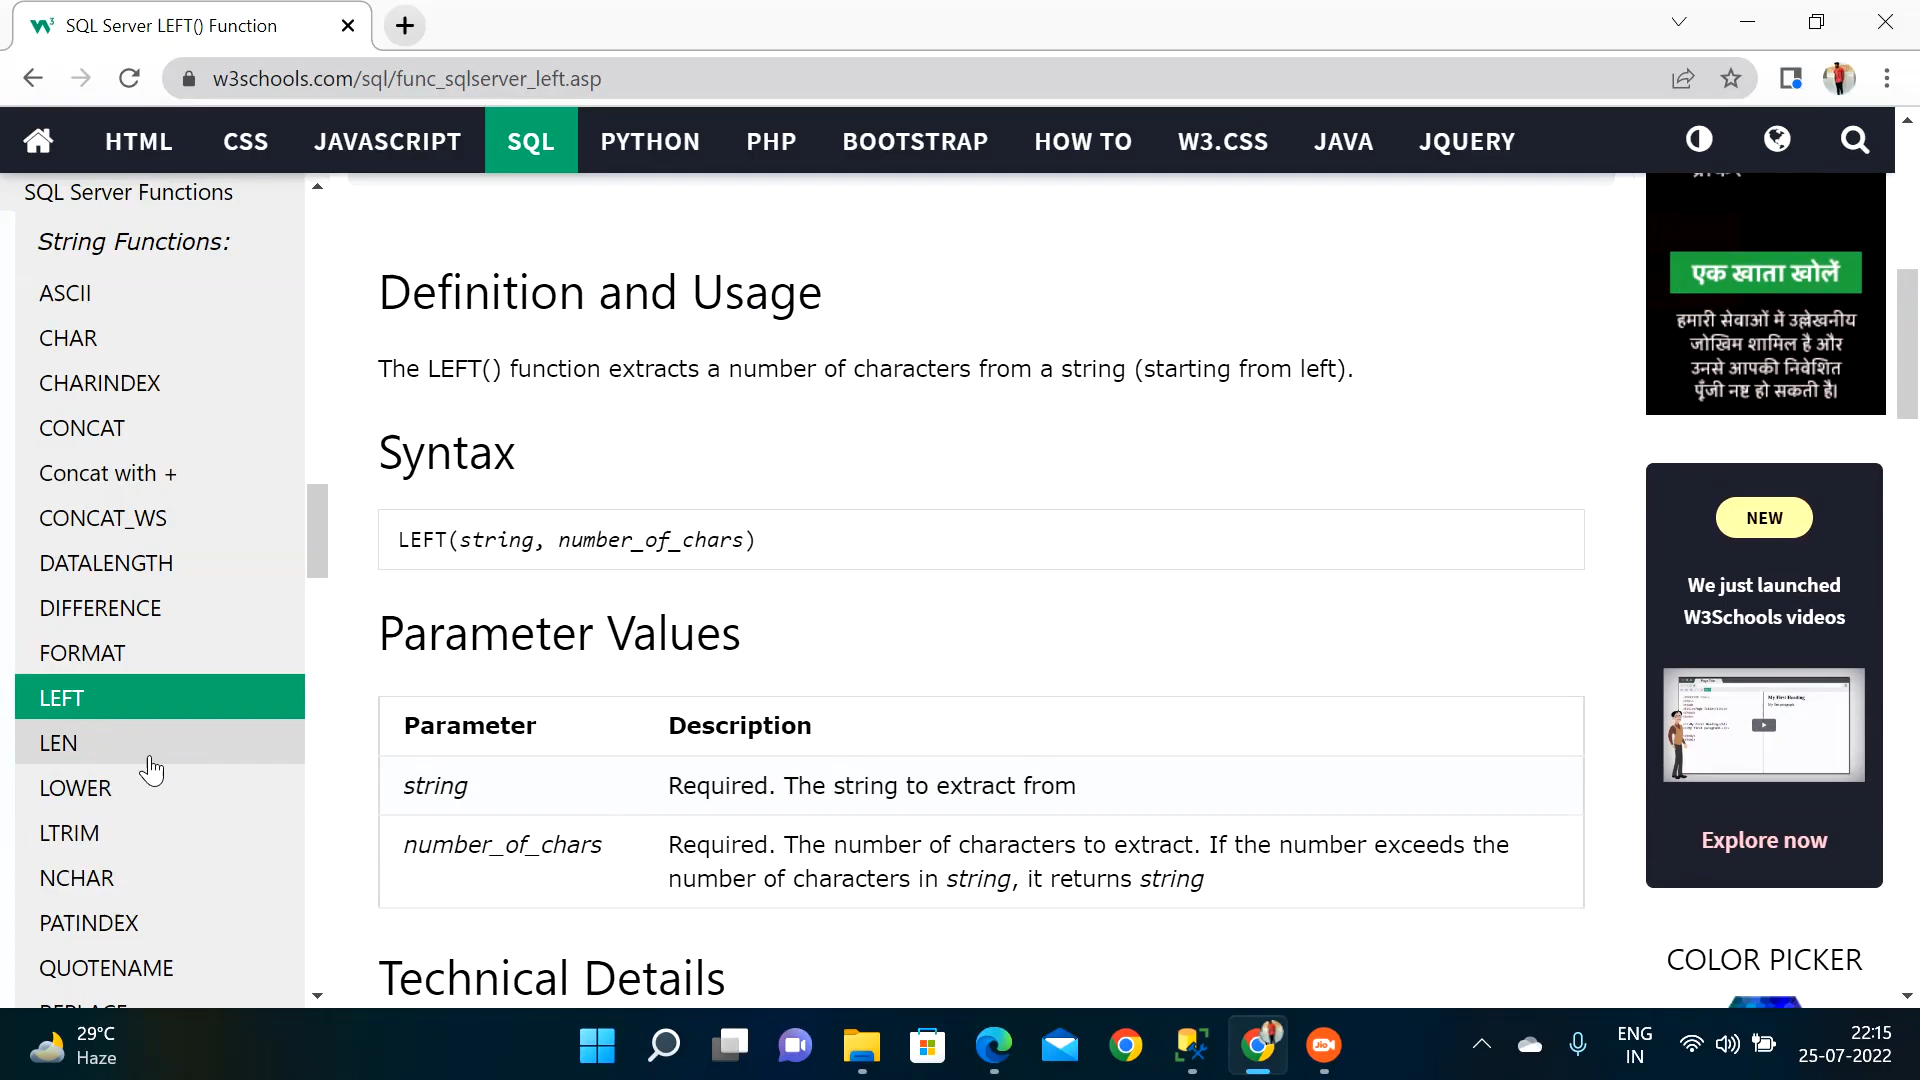 SQL Server LEFT() Function
w3schools.com/sql/func_sqlserver_left.asp
HTML CSS JAVASCRIPT SQL PYTHON PHP BOOTSTRAP HOW TO W3.CSS JAVA JQUERY
SQL Server Functions
String Functions:
ASCII
CHAR
CHARINDEX
CONCAT
Concat with +
CONCAT_WS
DATALENGTH
DIFFERENCE
FORMAT
LEFT
LEN
LOWER
LTRIM
NCHAR
PATINDEX
QUOTENAME
REPLACE
Definition and Usage
The LEFT() function extracts a number of characters from a string (starting from left).
Syntax
LEFT(string, number_of_chars)
Parameter Values
Parameter Description
string Required. The string to extract from
number_of_chars Required. The number of characters to extract. If the number exceeds the
number of characters in string, it returns string
Technical Details
एक खाता खोलें
हमारी सेवाओं में उल्लेखनीय
जोखिम शामिल है और
उनसे आपकी निवेशित
पूँजी नष्ट हो सकती है।
NEW
We just launched
W3Schools videos
Explore now
COLOR PICKER
29°C
Haze
Jio
ENG
IN
22:15
25-07-2022